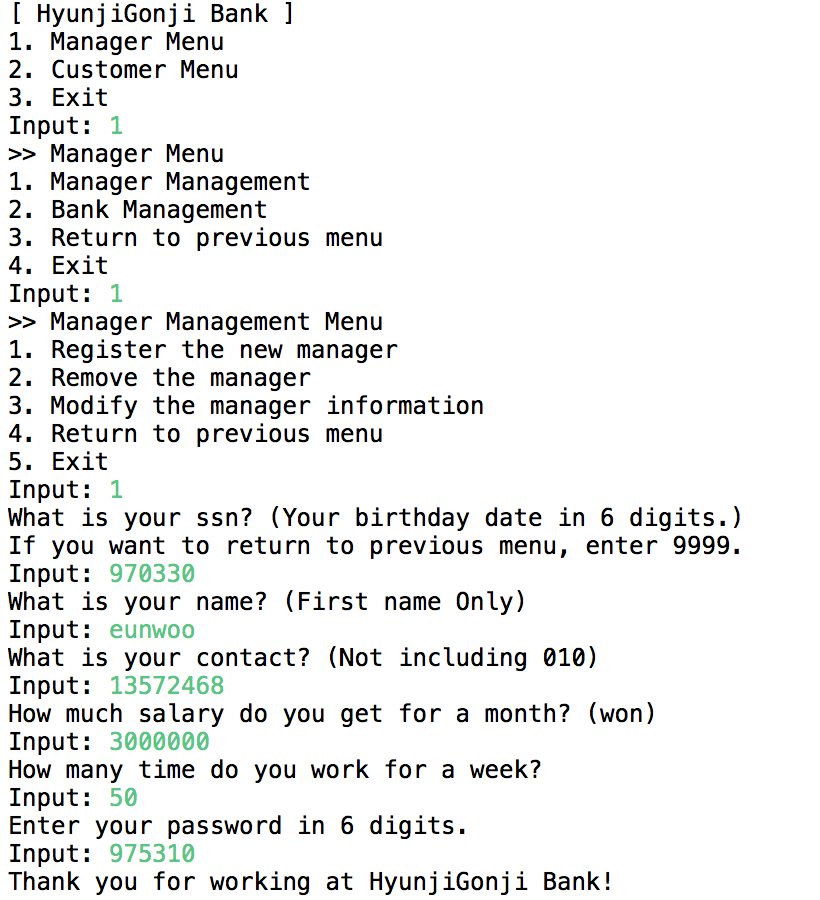 [ HyunjiGonji Bank ]
1. Manager Menu
2. Customer Menu
3. Exit
Input: 1
>> Manager Menu
1. Manager Management
2. Bank Management
3. Return to previous menu
4. Exit
Input: 1
>> Manager Management Menu
1. Register the new manager
2. Remove the manager
3. Modify the manager information
4. Return to previous menu
5. Exit
Input: 1
What is your ssn? (Your birthday date in 6 digits.)
If you want to return to previous menu, enter 9999.
Input: 970330
What is your name? (First name Only)
Input: eunwoo
What is your contact? (Not including 010)
Input: 13572468
How much salary do you get for a month? (won)
Input: 3000000
How many time do you work for a week?
Input: 50
Enter your password in 6 digits.
Input: 975310
Thank you for working at HyunjiGonji Bank!